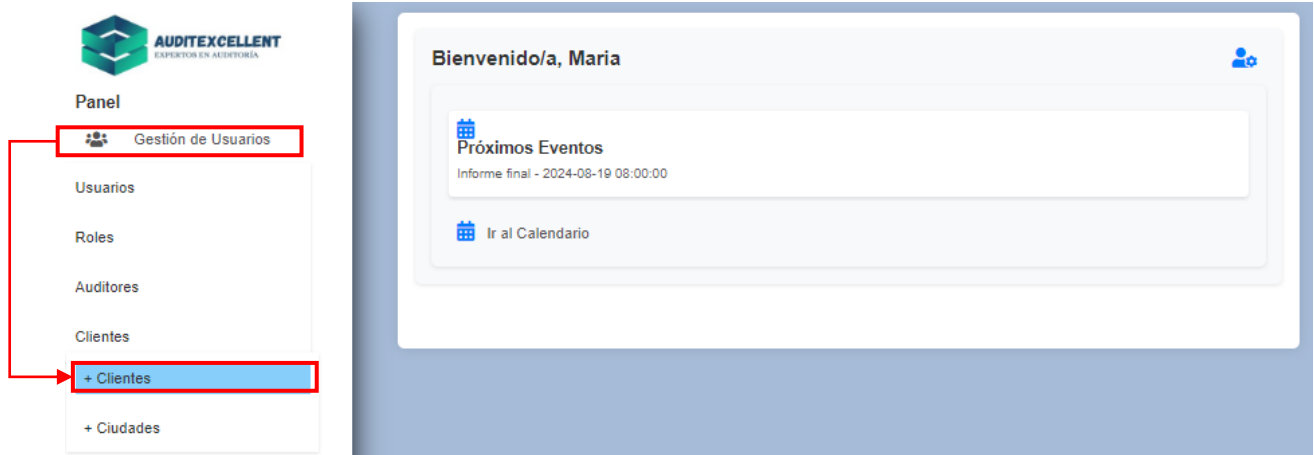 AUDITEXCELLENT
EXPERTOS EN AUDITORÍA
Panel
Gestión de Usuarios
Usuarios
Roles
Auditores
Clientes
+ Clientes
+ Ciudades
Bienvenido/a, Maria
Próximos Eventos
Informe final - 2024-08-19 08:00:00
Ir al Calendario